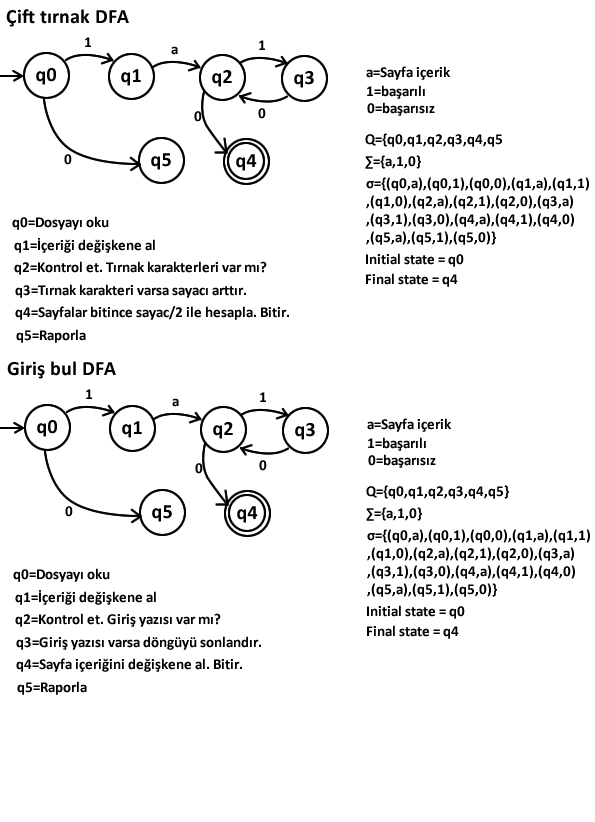 Çift tırnak DFA
1
a
1
q0
q1
q2
q3
0
0
0
q5
q4
a=Sayfa içerik
1=başarılı
0=başarısız
Q={q0,q1,q2,q3,q4,q5
∑={a,1,0}
σ={(q0,a),(q0,1),(q0,0),(q1,a),(q1,1)
,(q1,0),(q2,a),(q2,1),(q2,0),(q3,a)
,(q3,1),(q3,0),(q4,a),(q4,1),(q4,0)
,(q5,a),(q5,1),(q5,0)}
Initial state = q0
Final state = q4
q0=Dosyayı oku
q1=İçeriği değişkene al
q2=Kontrol et. Tırnak karakterleri var mı?
q3=Tırnak karakteri varsa sayacı arttır.
q4=Sayfalar bitince sayac/2 ile hesapla. Bitir.
q5=Raporla
Giriş bul DFA
1
a
1
q0
q1
q2
q3
0
0
0
q5
q4
a=Sayfa içerik
1=başarılı
0=başarısız
Q={q0,q1,q2,q3,q4,q5}
∑={a,1,0}
σ={(q0,a),(q0,1),(q0,0),(q1,a),(q1,1)
,(q1,0),(q2,a),(q2,1),(q2,0),(q3,a)
,(q3,1),(q3,0),(q4,a),(q4,1),(q4,0)
,(q5,a),(q5,1),(q5,0)}
Initial state = q0
Final state = q4
q0=Dosyayı oku
q1=İçeriği değişkene al
q2=Kontrol et. Giriş yazısı var mı?
q3=Giriş yazısı varsa döngüyü sonlandır.
q4=Sayfa içeriğini değişkene al. Bitir.
q5=Raporla